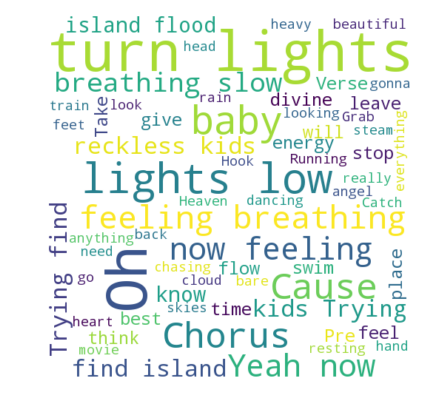 island flood heavy beautiful
turn lights
head
breathing slow Verse gonna
train Take look rain divine looking Grab leave
feet give baby energy will steam everything
reckless kids Hook Running stop
lights low really
Heaven dancing angel Catch
feeling breathing
anything back Oh now feeling
need chasing flow swim place
go cloud know Cause
Trying find skies time bare kids Trying
heart best Chorus Pre feel
movie think resting hand
find island Yeah now